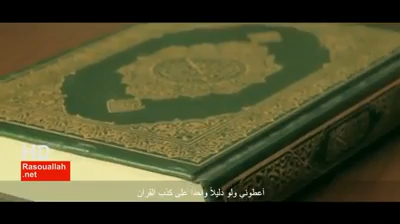 HD
Rasoulallah
.net
أعطوني ولو دليلاً واحدا على كذب القرآن